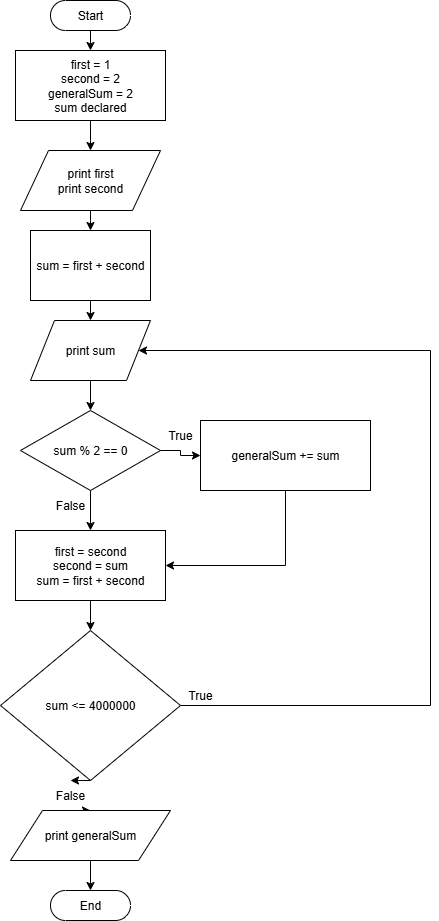 Start
first = 1
second = 2
generalSum = 2
sum declared
print first
print second
sum = first + second
print sum
sum % 2 == 0
True
generalSum += sum
False
first = second
second = sum
sum = first + second
sum <= 4000000
True
False
print generalSum
End